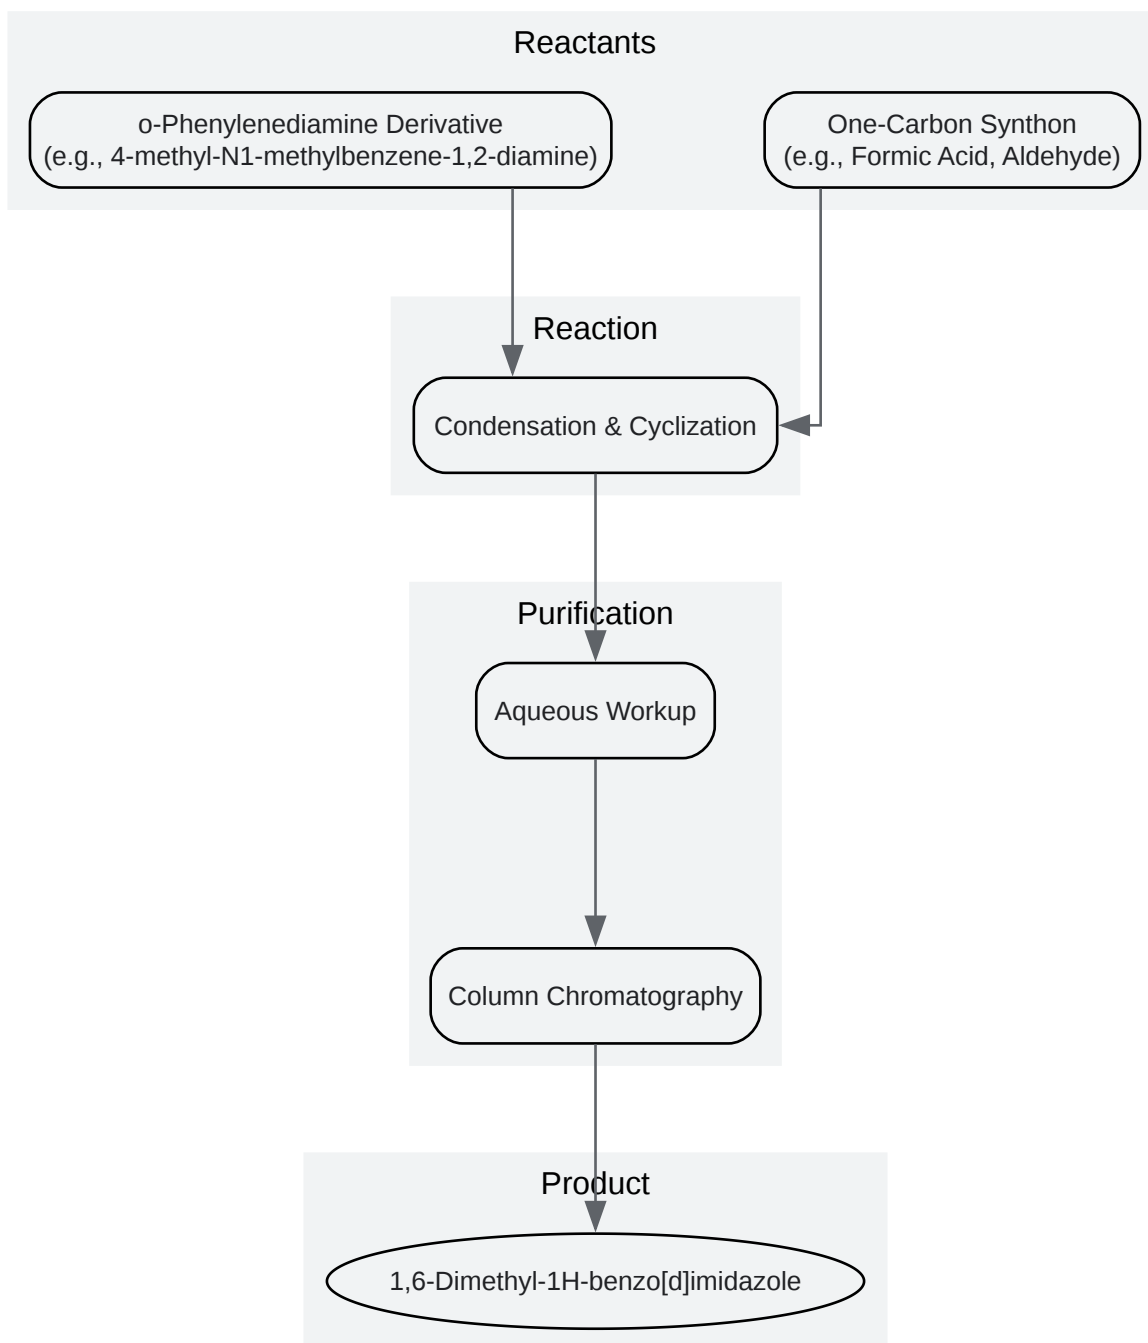 Reactants
o-Phenylenediamine Derivative
(e.g., 4-methyl-N1-methylbenzene-1,2-diamine)
One-Carbon Synthon
(e.g., Formic Acid, Aldehyde)
Reaction
Condensation & Cyclization
Purification
Aqueous Workup
Column Chromatography
Product
1,6-Dimethyl-1H-benzo[d]imidazole